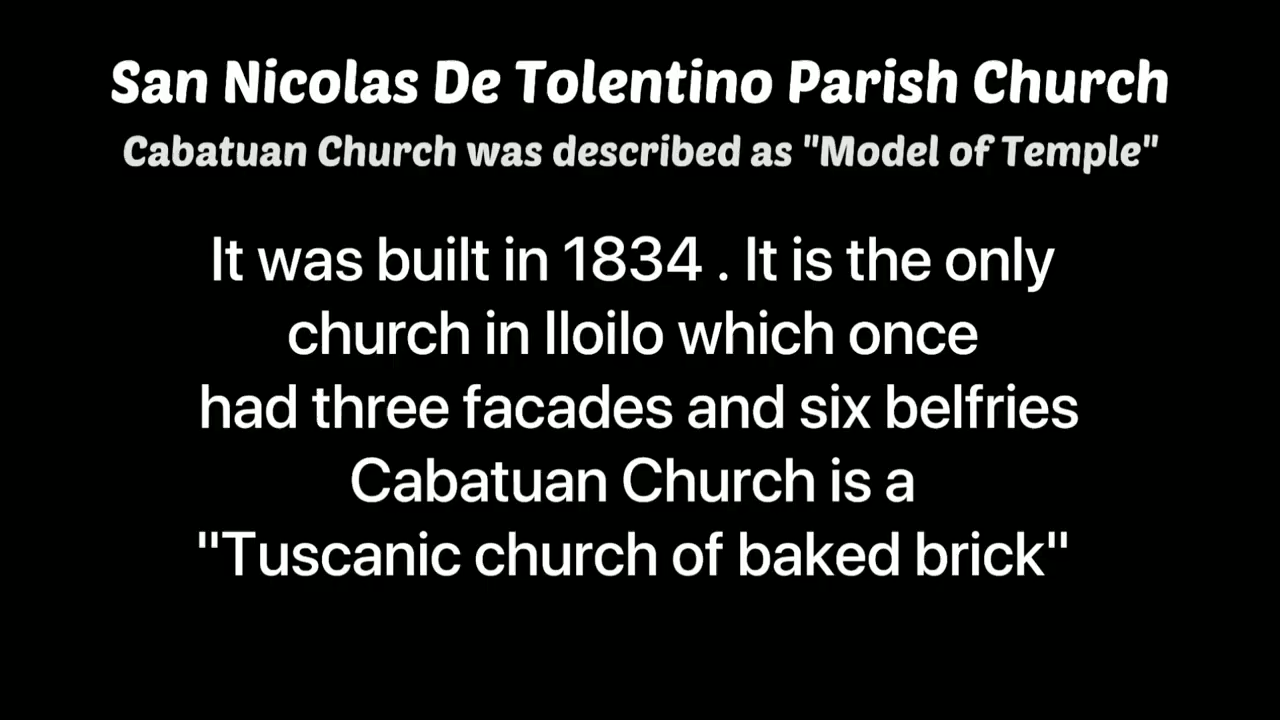 San Nicolas De Tolentino Parish Church
Cabatuan Church was described as "Model of Temple"
It was built in 1834 . It is the only
church in Iloilo which once
had three facades and six belfries
Cabatuan Church is a
"Tuscanic church of baked brick"